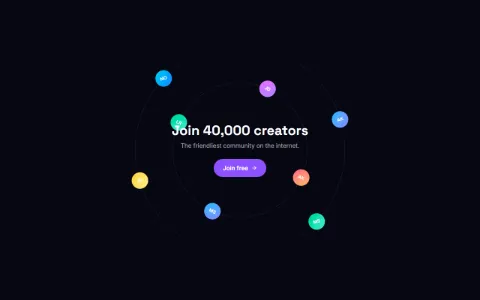 Join 40,000 creators
The friendliest community on the internet.
Join free →